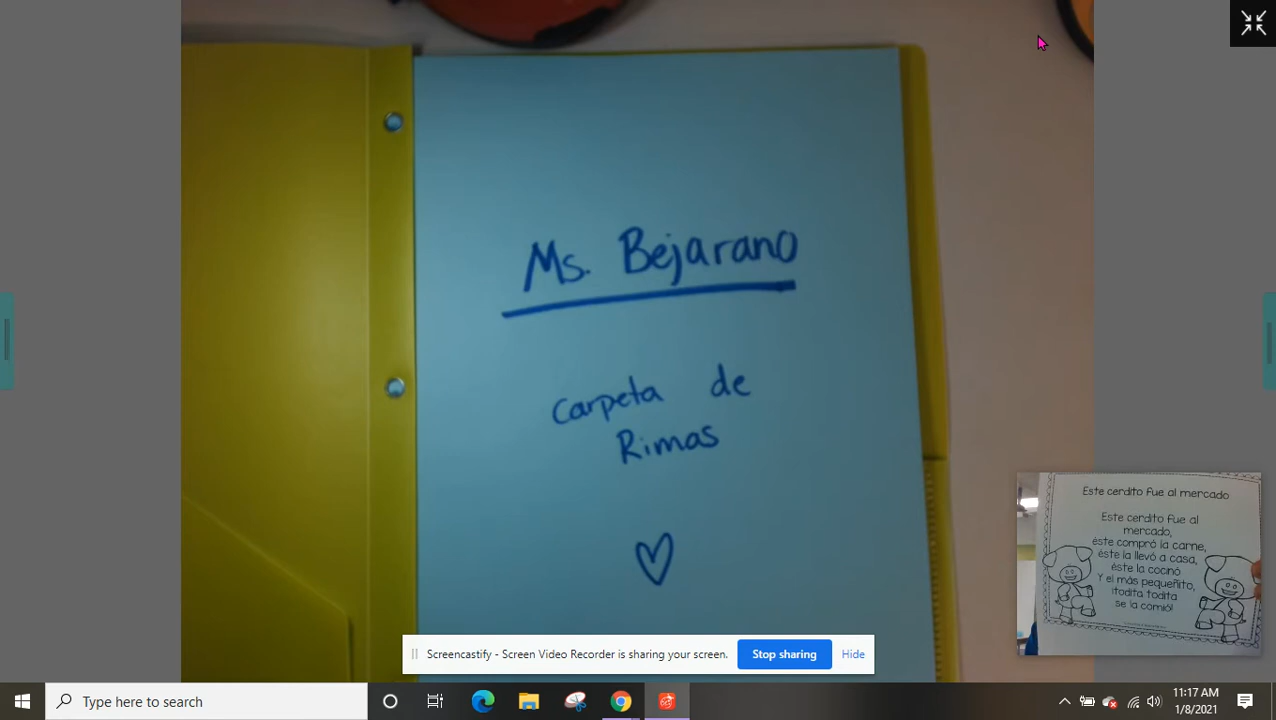 Ms. Bejarano
Carpeta de
Rimas
Este cerdito fue al mercado
Este cerdito fue al
mercado,
éste compró la carne,
éste la llevó a casa,
éste la cocinó
Y el más pequeñito,
¡todita todita
se la comió!
Screencastify - Screen Video Recorder is sharing your screen.
Stop sharing
Hide
Type here to search
11:17 AM
1/8/2021